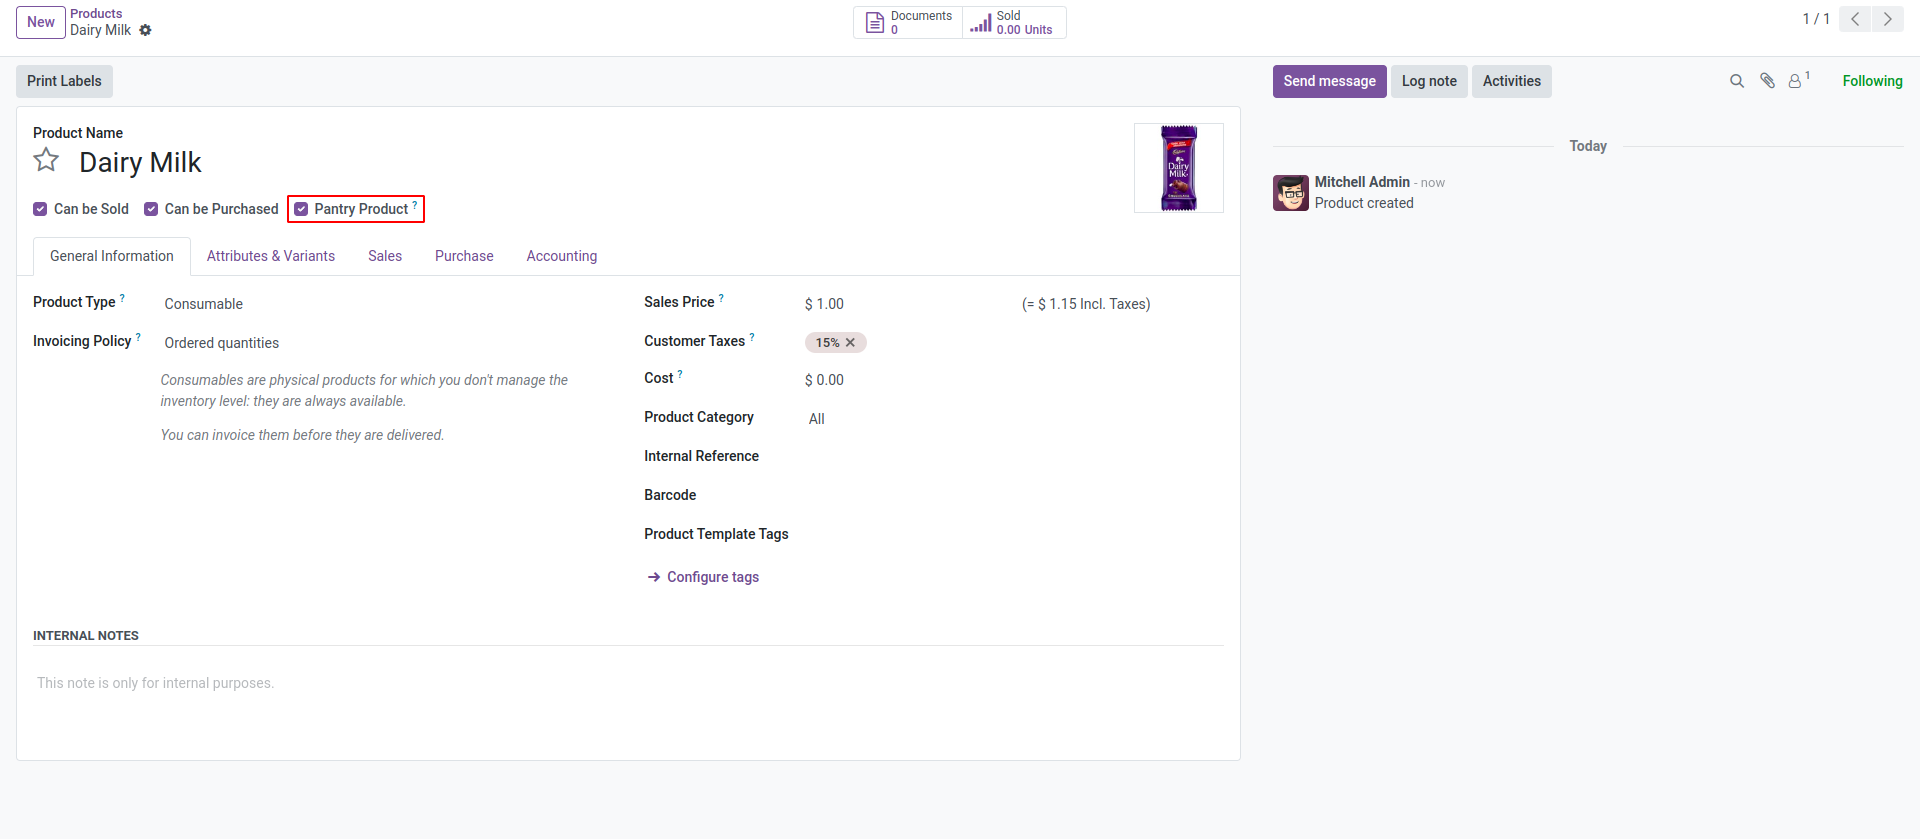 New
Products
Dairy Milk
Documents
0
Sold
0.00 Units
1 / 1
Print Labels
Send message
Log note
Activities
1
Following
Product Name
Dairy Milk
Dairy
Milk
Can be Sold
Can be Purchased
Pantry Product ?
General Information
Attributes & Variants
Sales
Purchase
Accounting
Product Type ?
Consumable
Invoicing Policy ?
Ordered quantities
Consumables are physical products for which you don't manage the
inventory level: they are always available.
You can invoice them before they are delivered.
Sales Price ?
$ 1.00
(= $ 1.15 Incl. Taxes)
Customer Taxes ?
15%
Cost ?
$ 0.00
Product Category
All
Internal Reference
Barcode
Product Template Tags
Configure tags
INTERNAL NOTES
This note is only for internal purposes.
Today
Mitchell Admin - now
Product created